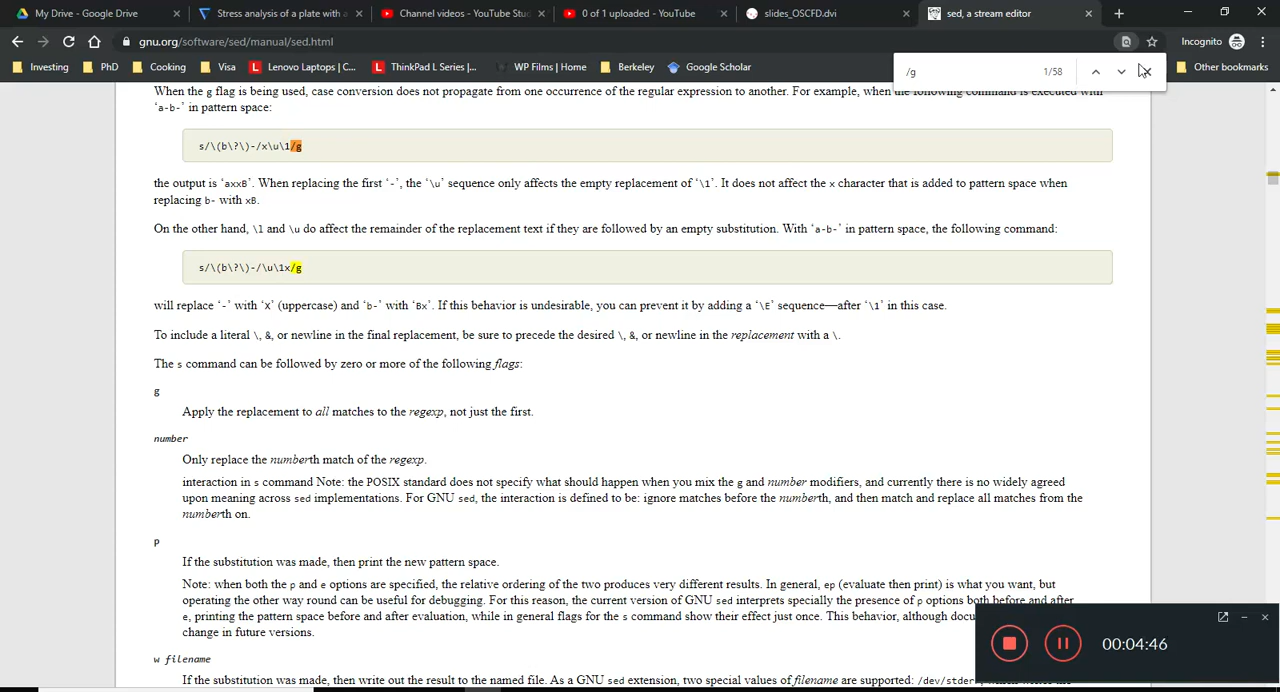 My Drive - Google Drive
Stress analysis of a plate with a
Channel videos - YouTube Stu
0 of 1 uploaded - YouTube
slides_OSCFD.dvi
sed, a stream editor
gnu.org/software/sed/manual/sed.html
Incognito
Investing
PhD
Cooking
Visa
Lenovo Laptops | C...
ThinkPad L Series |...
WP Films | Home
Berkeley
Google Scholar
Other bookmarks
/g
1/58
When the g flag is being used, case conversion does not propagate from one occurrence of the regular expression to another. For example, when the following command is executed with
‘a-b-’ in pattern space:
s/\(b\?\)-/x\u\1/g
the output is ‘axxB’. When replacing the first ‘-’, the ‘\u’ sequence only affects the empty replacement of ‘\1’. It does not affect the x character that is added to pattern space when
replacing b- with xB.
On the other hand, \l and \u do affect the remainder of the replacement text if they are followed by an empty substitution. With ‘a-b-’ in pattern space, the following command:
s/\(b\?\)-/\u\1x/g
will replace ‘-’ with ‘X’ (uppercase) and ‘b-’ with ‘Bx’. If this behavior is undesirable, you can prevent it by adding a ‘\E’ sequence—after ‘\1’ in this case.
To include a literal \, &, or newline in the final replacement, be sure to precede the desired \, &, or newline in the replacement with a \.
The s command can be followed by zero or more of the following flags:
g
Apply the replacement to all matches to the regexp, not just the first.
number
Only replace the numberth match of the regexp.
interaction in s command Note: the POSIX standard does not specify what should happen when you mix the g and number modifiers, and currently there is no widely agreed
upon meaning across sed implementations. For GNU sed, the interaction is defined to be: ignore matches before the numberth, and then match and replace all matches from the
numberth on.
p
If the substitution was made, then print the new pattern space.
Note: when both the p and e options are specified, the relative ordering of the two produces very different results. In general, ep (evaluate then print) is what you want, but
operating the other way round can be useful for debugging. For this reason, the current version of GNU sed interprets specially the presence of p options both before and after
e, printing the pattern space before and after evaluation, while in general flags for the s command show their effect just once. This behavior, although
change in future versions.
w filename
If the substitution was made, then write out the result to the named file. As a GNU sed extension, two special values of filename are supported: /dev/stderr
00:04:46